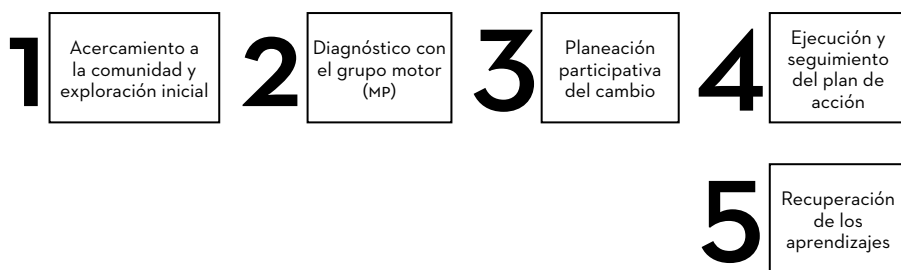 1
Acercamiento a
la comunidad y
exploración inicial
2
Diagnóstico con
el grupo motor
(MP)
3
Planeación
participativa
del cambio
4
Ejecución y
seguimiento
del plan de
acción
5
Recuperación
de los
aprendizajes